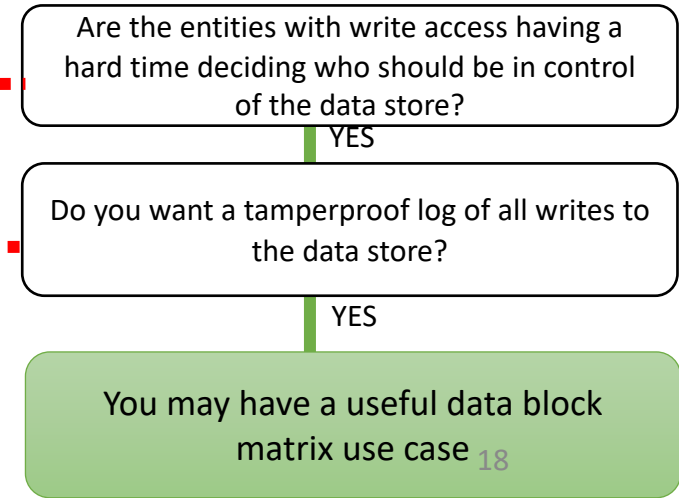 Are the entities with write access having a
hard time deciding who should be in control
of the data store?
YES
Do you want a tamperproof log of all writes to
the data store?
YES
You may have a useful data block
matrix use case 18